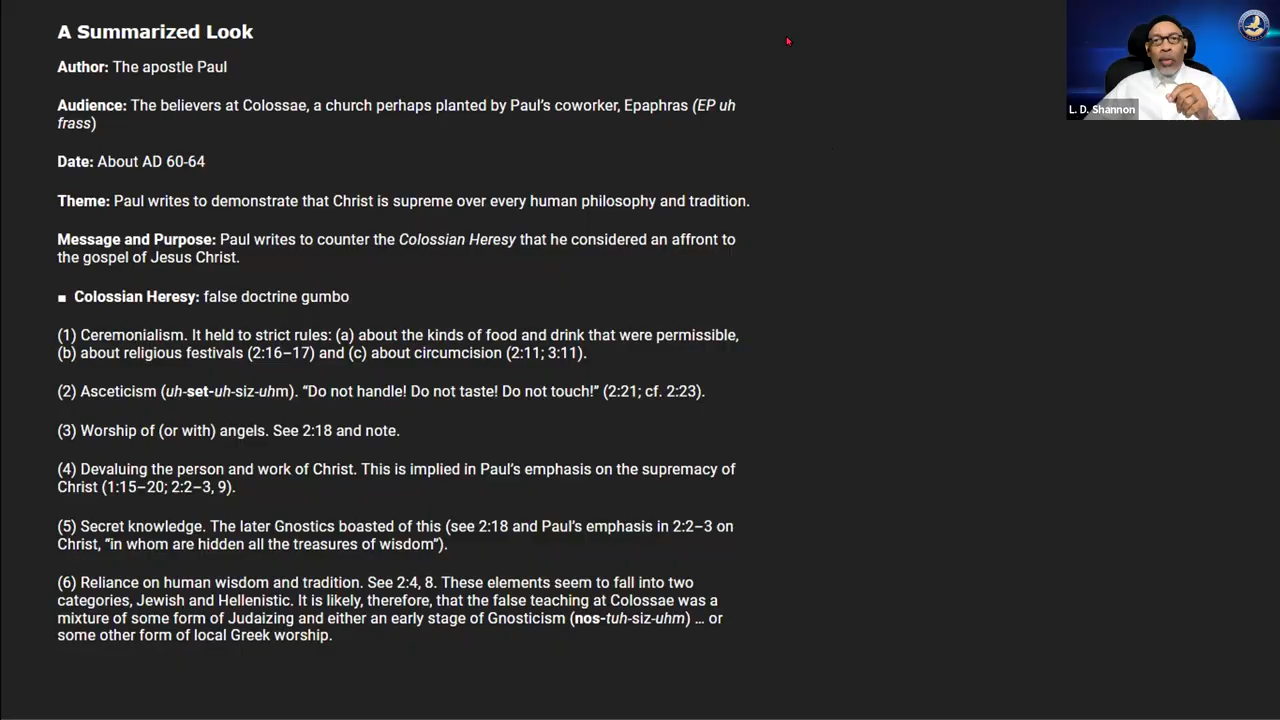 A Summarized Look
Author: The apostle Paul
Audience: The believers at Colossae, a church perhaps planted by Paul’s coworker, Epaphras (EP uh
frass)
Date: About AD 60-64
Theme: Paul writes to demonstrate that Christ is supreme over every human philosophy and tradition.
Message and Purpose: Paul writes to counter the Colossian Heresy that he considered an affront to
the gospel of Jesus Christ.
▪ Colossian Heresy: false doctrine gumbo
(1) Ceremonialism. It held to strict rules: (a) about the kinds of food and drink that were permissible,
(b) about religious festivals (2:16–17) and (c) about circumcision (2:11; 3:11).
(2) Asceticism (uh-set-uh-siz-uhm). “Do not handle! Do not taste! Do not touch!” (2:21; cf. 2:23).
(3) Worship of (or with) angels. See 2:18 and note.
(4) Devaluing the person and work of Christ. This is implied in Paul’s emphasis on the supremacy of
Christ (1:15–20; 2:2–3, 9).
(5) Secret knowledge. The later Gnostics boasted of this (see 2:18 and Paul’s emphasis in 2:2–3 on
Christ, “in whom are hidden all the treasures of wisdom”).
(6) Reliance on human wisdom and tradition. See 2:4, 8. These elements seem to fall into two
categories, Jewish and Hellenistic. It is likely, therefore, that the false teaching at Colossae was a
mixture of some form of Judaizing and either an early stage of Gnosticism (nos-tuh-siz-uhm) … or
some other form of local Greek worship.
L. D. Shannon